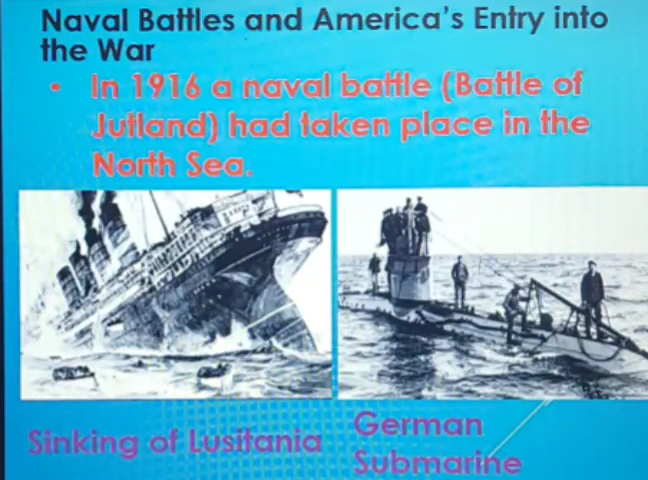 Naval Battles and America's Entry into
the War
• In 1916 a naval battle (Battle of
Jutland) had taken place in the
North Sea.
Sinking of Lusitania
German
Submarine